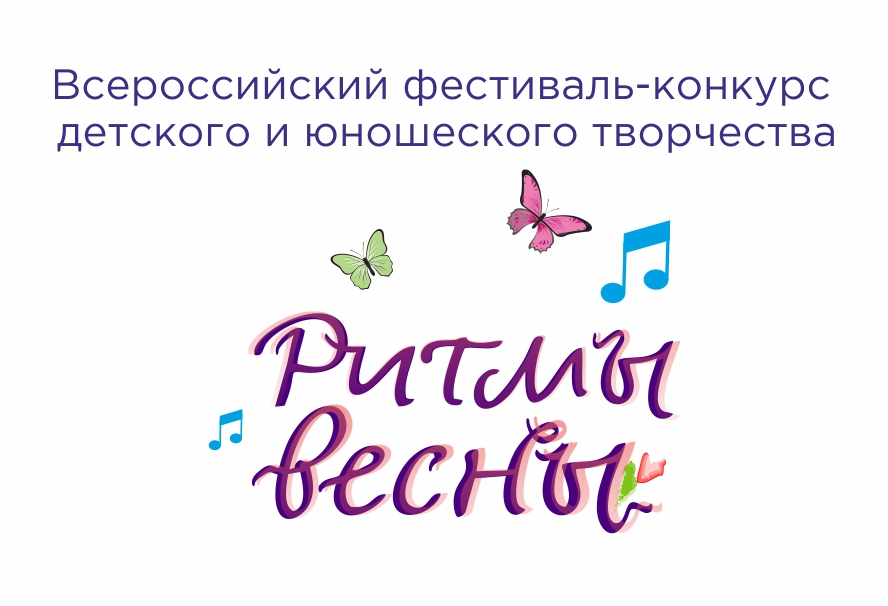 Всероссийский фестиваль-конкурс
детского и юношеского творчества
Ритмы
весны